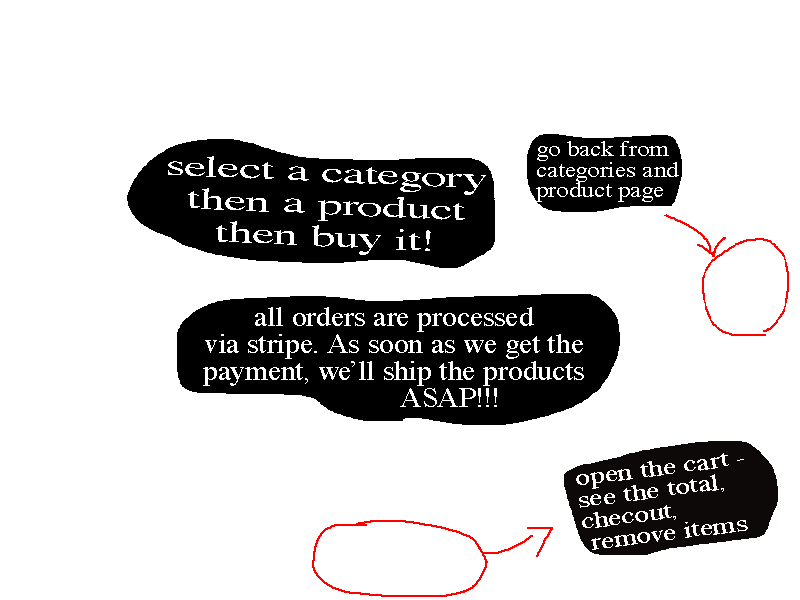 select a category
then a product
then buy it!
go back from
categories and
product page
all orders are processed
via stripe. As soon as we get the
payment, we'll ship the products
ASAP!!!
open the cart -
see the total,
checout,
remove items